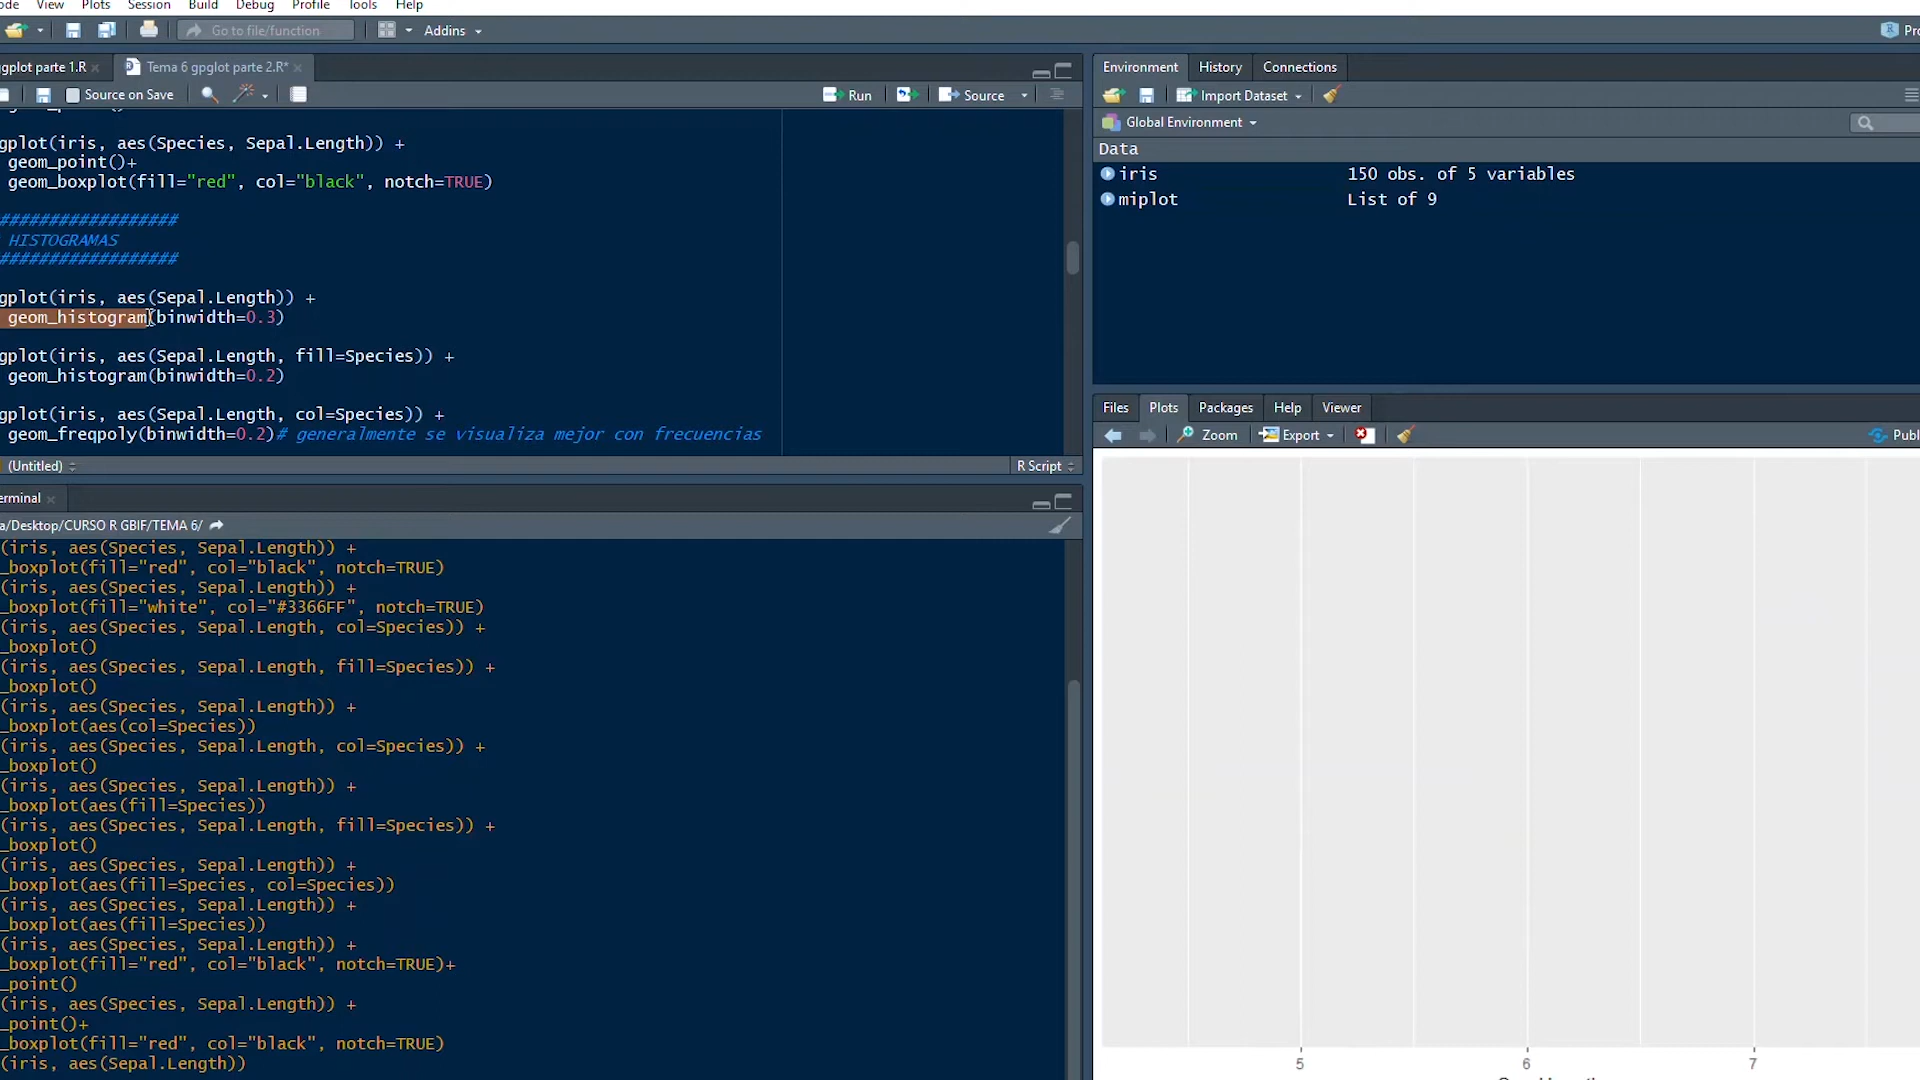 ode View Plots Session Build Debug Profile Tools Help
Go to file/function Addins Pro
gplot parte 1.R Tema 6 gpglot parte 2.R*
Source on Save Run Source
gplot(iris, aes(Species, Sepal.Length)) +
geom_point()+
geom_boxplot(fill="red", col="black", notch=TRUE)
##################
HISTOGRAMAS
##################
gplot(iris, aes(Sepal.Length)) +
geom_histogram(binwidth=0.3)
gplot(iris, aes(Sepal.Length, fill=Species)) +
geom_histogram(binwidth=0.2)
gplot(iris, aes(Sepal.Length, col=Species)) +
geom_freqpoly(binwidth=0.2)# generalmente se visualiza mejor con frecuencias
(Untitled) R Script
erminal
a/Desktop/CURSO R GBIF/TEMA 6/
(iris, aes(Species, Sepal.Length)) +
_boxplot(fill="red", col="black", notch=TRUE)
(iris, aes(Species, Sepal.Length)) +
_boxplot(fill="white", col="#3366FF", notch=TRUE)
(iris, aes(Species, Sepal.Length, col=Species)) +
_boxplot()
(iris, aes(Species, Sepal.Length, fill=Species)) +
_boxplot()
(iris, aes(Species, Sepal.Length)) +
_boxplot(aes(col=Species))
(iris, aes(Species, Sepal.Length, col=Species)) +
_boxplot()
(iris, aes(Species, Sepal.Length)) +
_boxplot(aes(fill=Species))
(iris, aes(Species, Sepal.Length, fill=Species)) +
_boxplot()
(iris, aes(Species, Sepal.Length)) +
_boxplot(aes(fill=Species, col=Species))
(iris, aes(Species, Sepal.Length)) +
_boxplot(aes(fill=Species))
(iris, aes(Species, Sepal.Length)) +
_boxplot(fill="red", col="black", notch=TRUE)+
_point()
(iris, aes(Species, Sepal.Length)) +
_point()+
_boxplot(fill="red", col="black", notch=TRUE)
(iris, aes(Sepal.Length))
Environment History Connections
Import Dataset
Global Environment
Data
iris 150 obs. of 5 variables
miplot List of 9
Files Plots Packages Help Viewer
Zoom Export Publ
5 6 7